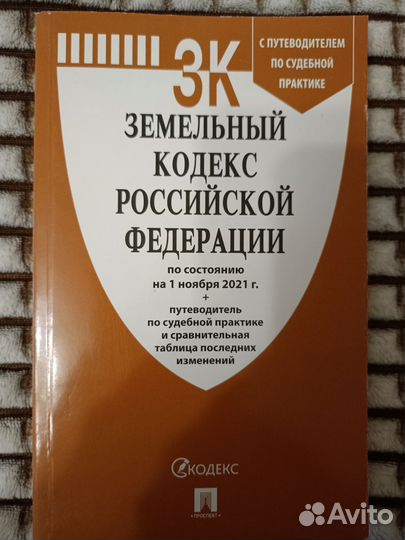 ЗК
С ПУТЕВОДИТЕЛЕМ
ПО СУДЕБНОЙ
ПРАКТИКЕ
ЗЕМЕЛЬНЫЙ
КОДЕКС
РОССИЙСКОЙ
ФЕДЕРАЦИИ
по состоянию
на 1 ноября 2021 г.
+
путеводитель
по судебной практике
и сравнительная
таблица последних
изменений
КОДЕКС
•ПРОСПЕКТ•
Avito